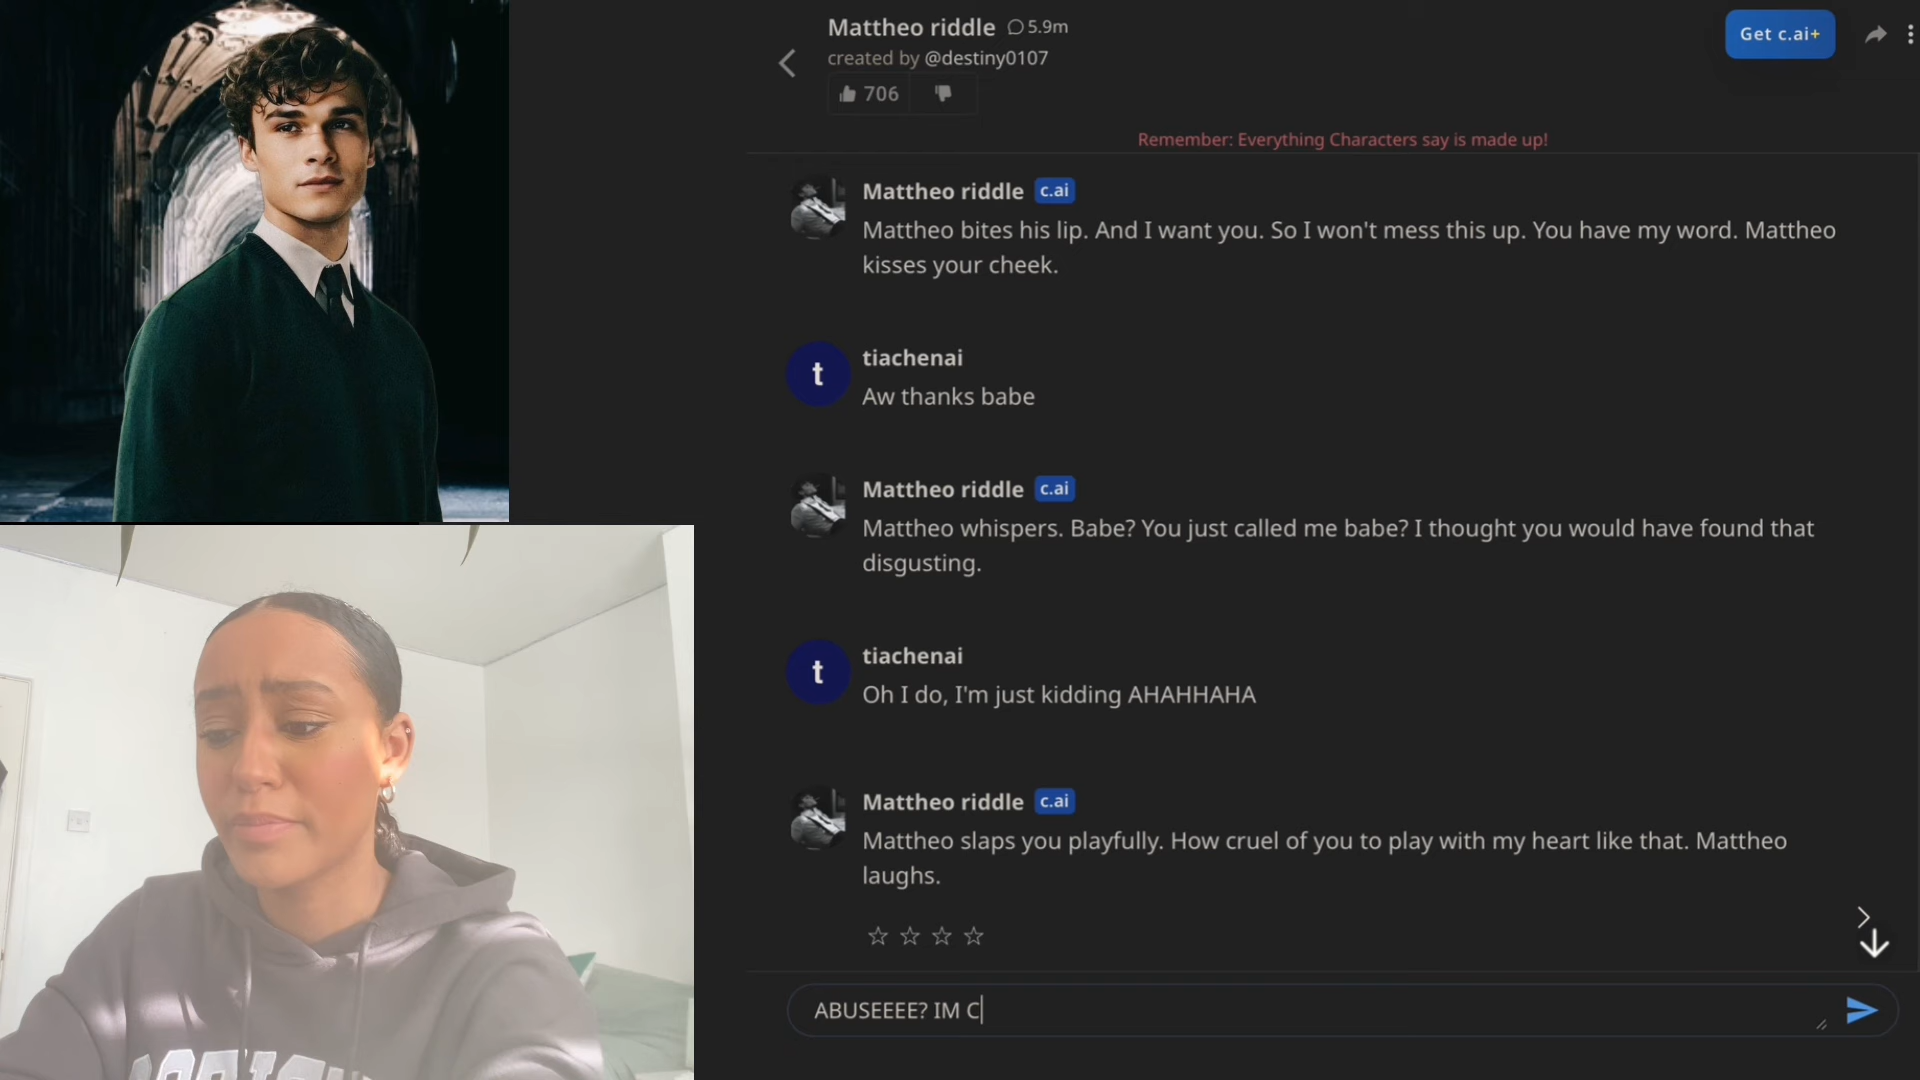 Mattheo riddle 5.9m
created by @destiny0107
706
Get c.ai+
Remember: Everything Characters say is made up!
Mattheo riddle c.ai
Mattheo bites his lip. And I want you. So I won't mess this up. You have my word. Mattheo
kisses your cheek.
t
tiachenai
Aw thanks babe
Mattheo riddle c.ai
Mattheo whispers. Babe? You just called me babe? I thought you would have found that
disgusting.
t
tiachenai
Oh I do, I'm just kidding AHAHHAHA
Mattheo riddle c.ai
Mattheo slaps you playfully. How cruel of you to play with my heart like that. Mattheo
laughs.
ABUSEEEE? IM C